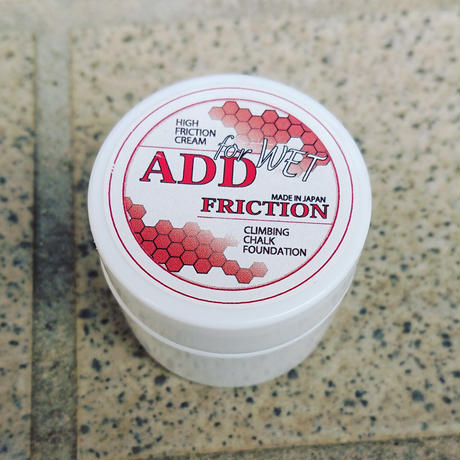 HIGH
FRICTION
CREAM
for WET
ADD
MADE IN JAPAN
FRICTION
CLIMBING
CHALK
FOUNDATION